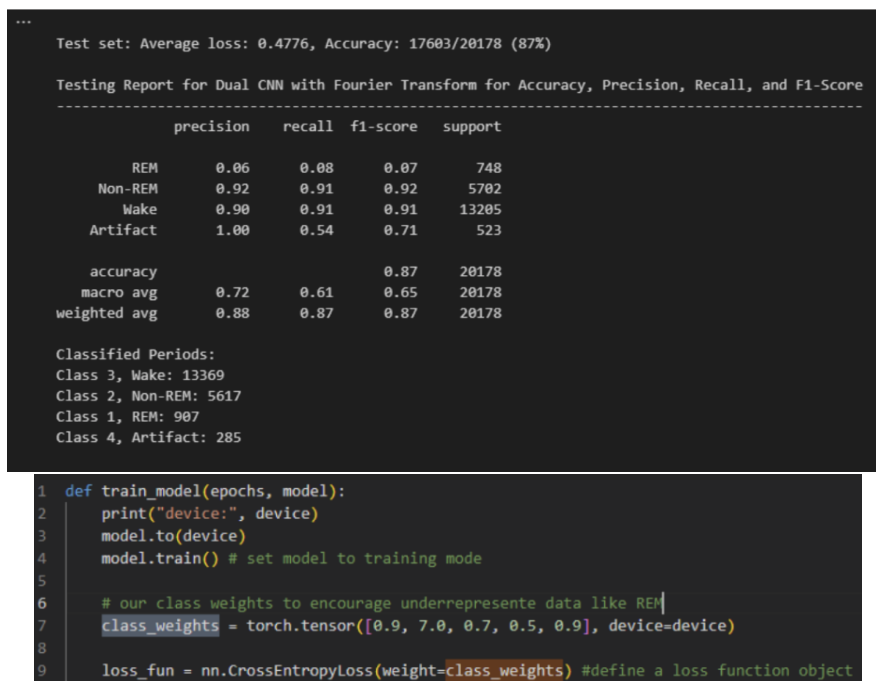 ...
Test set: Average loss: 0.4776, Accuracy: 17603/20178 (87%)
Testing Report for Dual CNN with Fourier Transform for Accuracy, Precision, Recall, and F1-Score
------------------------------------------------------------------------------------------------
precision recall f1-score support
REM 0.06 0.08 0.07 748
Non-REM 0.92 0.91 0.92 5702
Wake 0.90 0.91 0.91 13205
Artifact 1.00 0.54 0.71 523
accuracy 0.87 20178
macro avg 0.72 0.61 0.65 20178
weighted avg 0.88 0.87 0.87 20178
Classified Periods:
Class 3, Wake: 13369
Class 2, Non-REM: 5617
Class 1, REM: 907
Class 4, Artifact: 285
1 def train_model(epochs, model):
2 print("device:", device)
3 model.to(device)
4 model.train() # set model to training mode
5
6 # our class weights to encourage underrepresente data like REM
7 class_weights = torch.tensor([0.9, 7.0, 0.7, 0.5, 0.9], device=device)
8
9 loss_fun = nn.CrossEntropyLoss(weight=class_weights) #define a loss function object